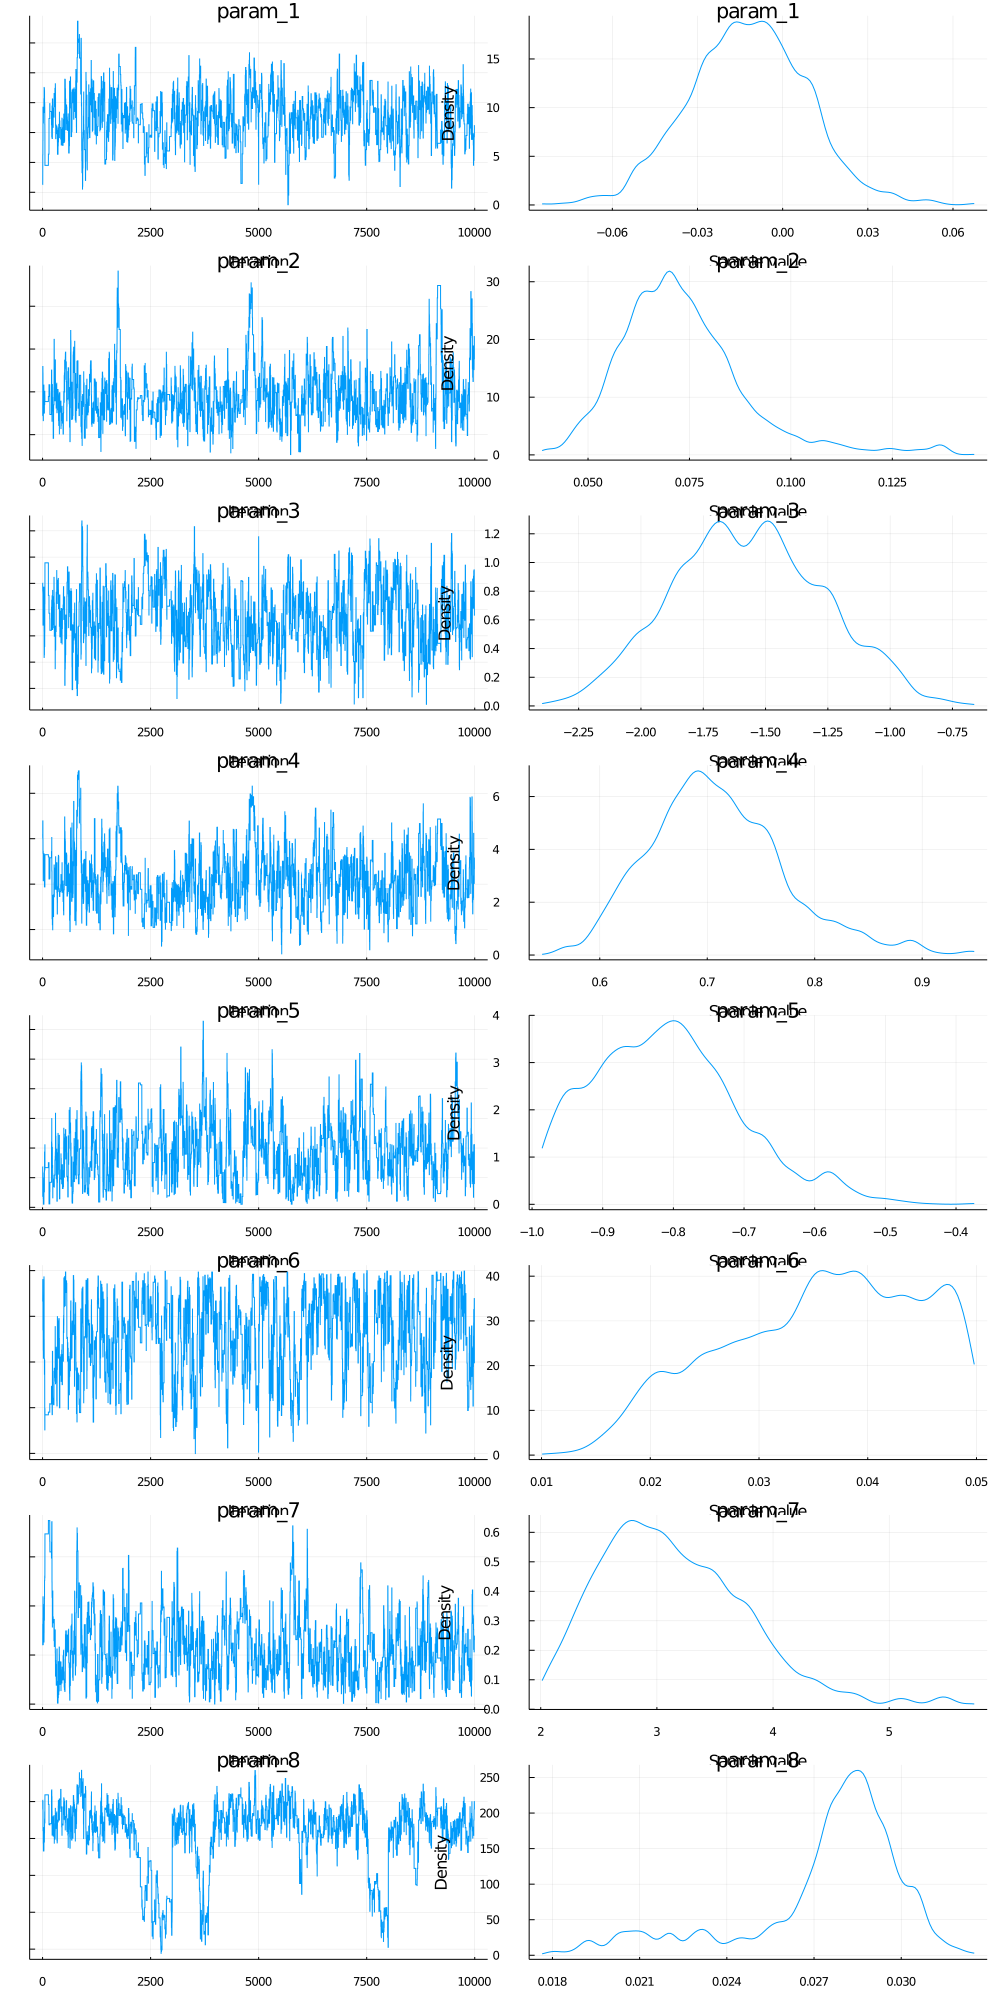 param_1 param_1
15
10
5
0
Density
0 2500 5000 7500 10000 −0.06 −0.03 0.00 0.03 0.06
param_2 param_2
30
20
10
0
Density
0 2500 5000 7500 10000 0.050 0.075 0.100 0.125
param_3 param_3
1.2
1.0
0.8
0.6
0.4
0.2
0.0
Density
0 2500 5000 7500 10000 −2.25 −2.00 −1.75 −1.50 −1.25 −1.00 −0.75
param_4 param_4
6
4
2
0
Density
0 2500 5000 7500 10000 0.6 0.7 0.8 0.9
param_5 param_5
4
3
2
1
0
Density
0 2500 5000 7500 10000 −1.0 −0.9 −0.8 −0.7 −0.6 −0.5 −0.4
param_6 param_6
40
30
20
10
0
Density
0 2500 5000 7500 10000 0.01 0.02 0.03 0.04 0.05
param_7 param_7
0.6
0.5
0.4
0.3
0.2
0.1
0.0
Density
0 2500 5000 7500 10000 2 3 4 5
param_8 param_8
250
200
150
100
50
0
Density
0 2500 5000 7500 10000 0.018 0.021 0.024 0.027 0.030